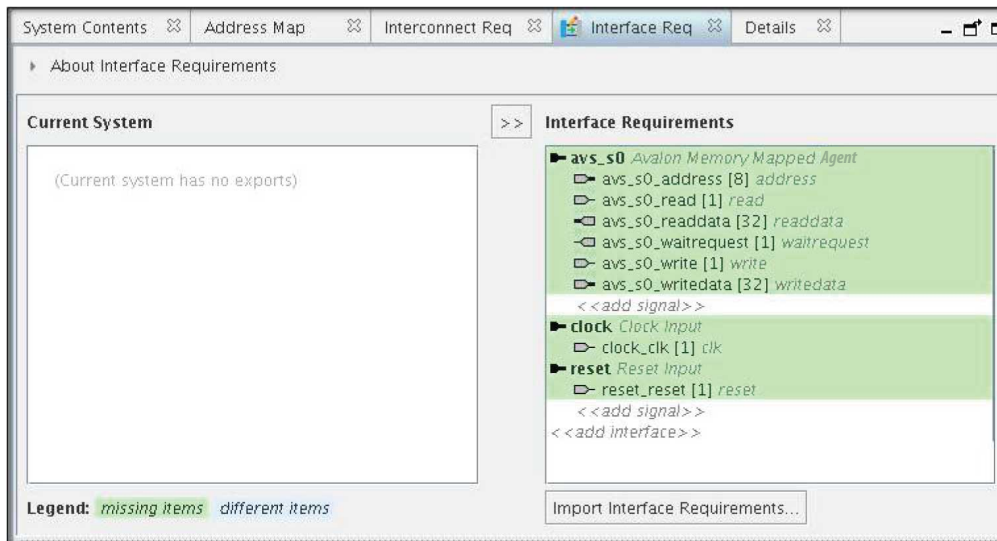 System Contents Address Map Interconnect Req Interface Req Details
About Interface Requirements
Current System
>>
Interface Requirements
(Current system has no exports)
avs_s0 Avalon Memory Mapped Agent
avs_s0_address [8] address
avs_s0_read [1] read
avs_s0_readdata [32] readdata
avs_s0_waitrequest [1] waitrequest
avs_s0_write [1] write
avs_s0_writedata [32] writedata
<<add signal>>
clock Clock Input
clock_clk [1] clk
reset Reset Input
reset_reset [1] reset
<<add signal>>
<<add interface>>
Legend: missing items different items
Import Interface Requirements...